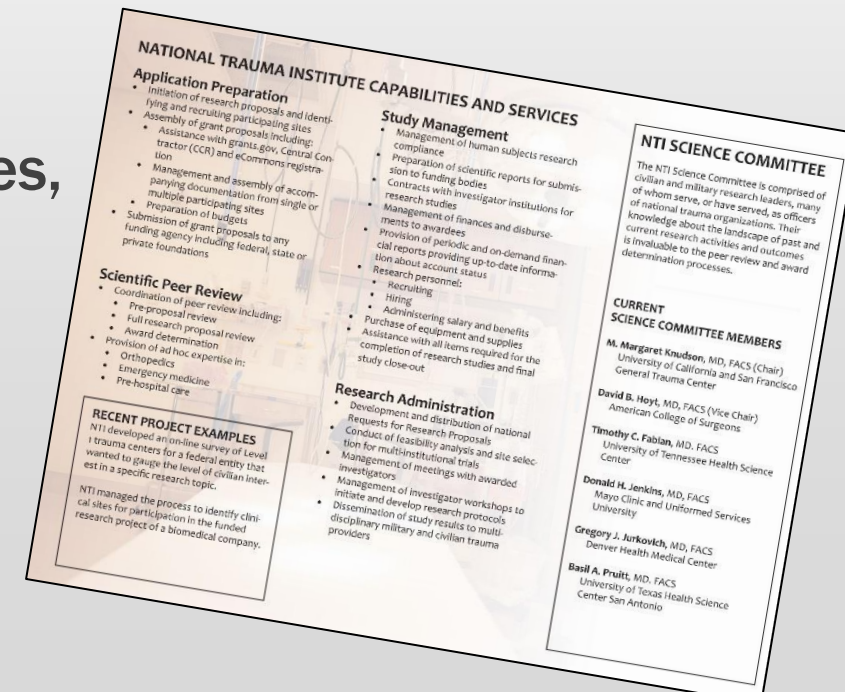 es,
NATIONAL TRAUMA INSTITUTE CAPABILITIES AND SERVICES
Application Preparation
• Initiation of research proposals and identi-
fying and recruiting participating sites
• Assembly of grant proposals including:
• Assistance with grants.gov, Central Con-
tractor (CCR) and eCommons registra-
tion
• Management and assembly of accom-
panying documentation from single or
multiple participating sites
• Preparation of budgets
• Submission of grant proposals to any
funding agency including federal, state or
private foundations
Scientific Peer Review
• Coordination of peer review including:
• Pre-proposal review
• Full research proposal review
• Award determination
• Provision of ad hoc expertise in:
• Orthopedics
• Emergency medicine
• Pre-hospital care
RECENT PROJECT EXAMPLES
NTI developed an on-line survey of Level
I trauma centers for a federal entity that
wanted to gauge the level of civilian inter-
est in a specific research topic.
NTI managed the process to identify clini-
cal sites for participation in the funded
research project of a biomedical company.
Study Management
• Management of human subjects research
compliance
• Preparation of scientific reports for submis-
sion to funding bodies
• Contracts with investigator institutions for
research studies
• Management of finances and disburse-
ments to awardees
• Provision of periodic and on-demand finan-
cial reports providing up-to-date informa-
tion about account status
• Research personnel:
• Recruiting
• Hiring
• Administering salary and benefits
• Purchase of equipment and supplies
• Assistance with all items required for the
completion of research studies and final
study close-out
Research Administration
• Development and distribution of national
Requests for Research Proposals
• Conduct of feasibility analysis and site selec-
tion for multi-institutional trials
• Management of meetings with awarded
investigators
• Management of investigator workshops to
initiate and develop research protocols
• Dissemination of study results to multi-
disciplinary military and civilian trauma
providers
NTI SCIENCE COMMITTEE
The NTI Science Committee is comprised of
civilian and military research leaders, many
of whom serve, or have served, as officers
of national trauma organizations. Their
knowledge about the landscape of past and
current research activities and outcomes
is invaluable to the peer review and award
determination processes.
CURRENT
SCIENCE COMMITTEE MEMBERS
M. Margaret Knudson, MD, FACS (Chair)
University of California and San Francisco
General Trauma Center
David B. Hoyt, MD, FACS (Vice Chair)
American College of Surgeons
Timothy C. Fabian, MD. FACS
University of Tennessee Health Science
Center
Donald H. Jenkins, MD, FACS
Mayo Clinic and Uniformed Services
University
Gregory J. Jurkovich, MD, FACS
Denver Health Medical Center
Basil A. Pruitt, MD. FACS
University of Texas Health Science
Center San Antonio